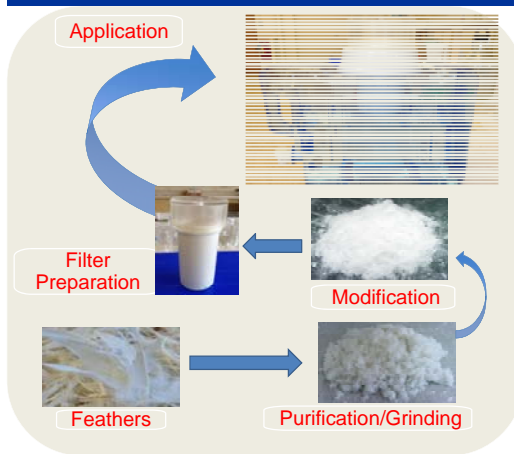 Application
Filter
Preparation
Modification
Feathers
Purification/Grinding